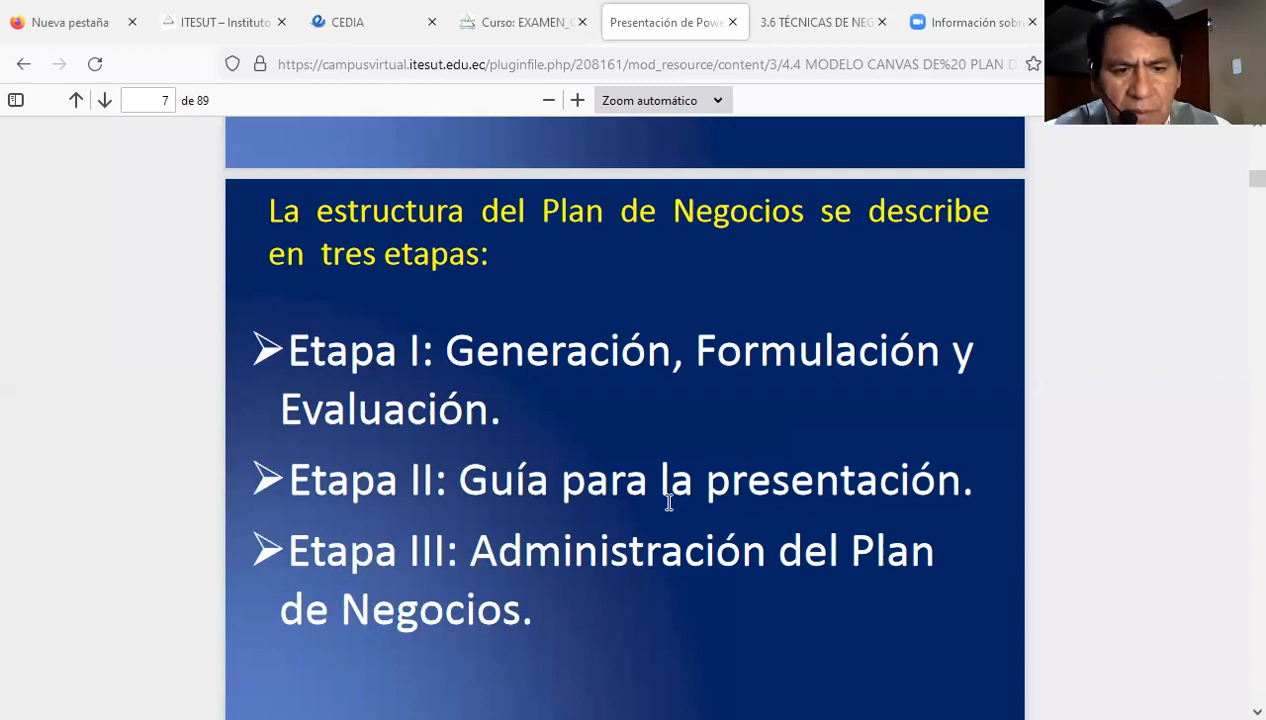 Nueva pestaña
ITESUT – Instituto
CEDIA
Curso: EXAMEN_C
Presentación de Powe
3.6 TÉCNICAS DE NEG
Información sobr
https://campusvirtual.itesut.edu.ec/pluginfile.php/208161/mod_resource/content/3/4.4 MODELO CANVAS DE%20 PLAN D
7 de 89
Zoom automático
La estructura del Plan de Negocios se describe
en tres etapas:
➢Etapa I: Generación, Formulación y
Evaluación.
➢Etapa II: Guía para la presentación.
➢Etapa III: Administración del Plan
de Negocios.